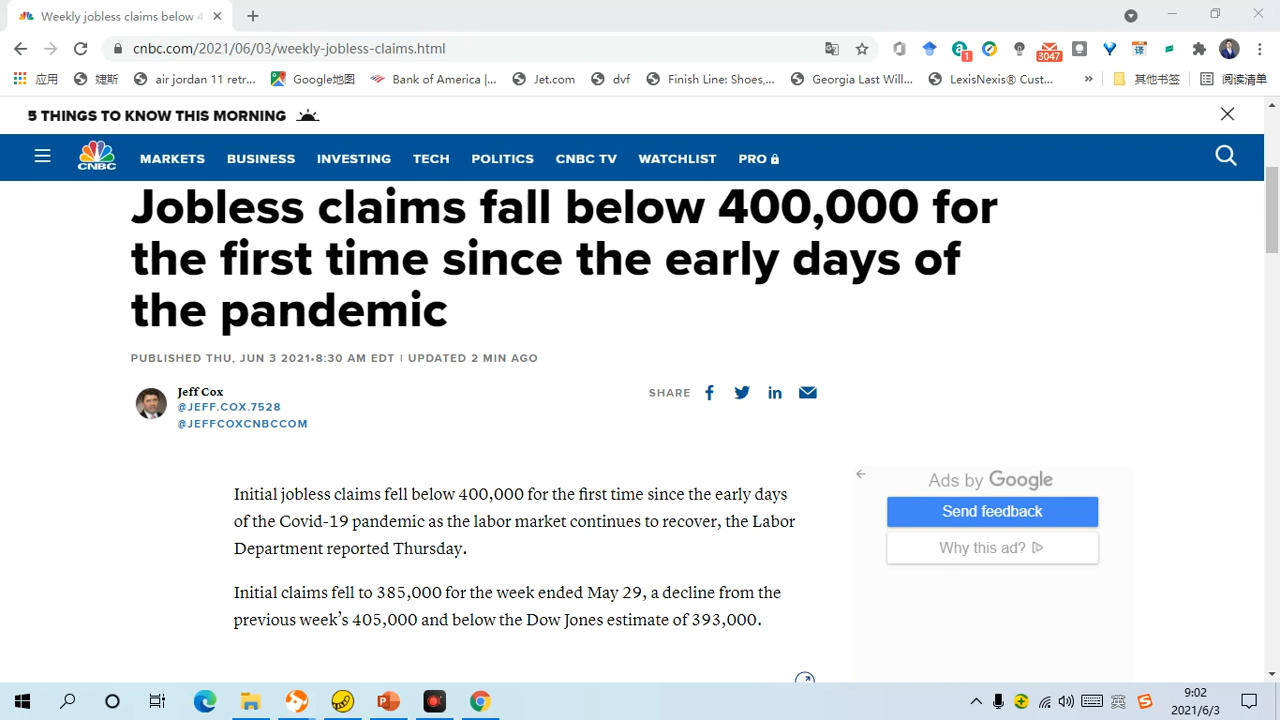 Weekly jobless claims below 4
cnbc.com/2021/06/03/weekly-jobless-claims.html
1
3047
应用
air jordan 11 retr...
Google地图
Bank of America |...
Jet.com
dvf
Finish Line: Shoes,...
Georgia Last Will...
LexisNexis® Cust...
»
其他书签
阅读清单
5 THINGS TO KNOW THIS MORNING
CNBC
MARKETS
BUSINESS
INVESTING
TECH
POLITICS
CNBC TV
WATCHLIST
PRO
Jobless claims fall below 400,000 for
the first time since the early days of
the pandemic
PUBLISHED THU, JUN 3 2021•8:30 AM EDT | UPDATED 2 MIN AGO
Jeff Cox
@JEFF.COX.7528
@JEFFCOXCNBCCOM
SHARE
Initial jobless claims fell below 400,000 for the first time since the early days
of the Covid-19 pandemic as the labor market continues to recover, the Labor
Department reported Thursday.
Initial claims fell to 385,000 for the week ended May 29, a decline from the
previous week’s 405,000 and below the Dow Jones estimate of 393,000.
Ads by Google
Send feedback
Why this ad?
9:02
2021/6/3